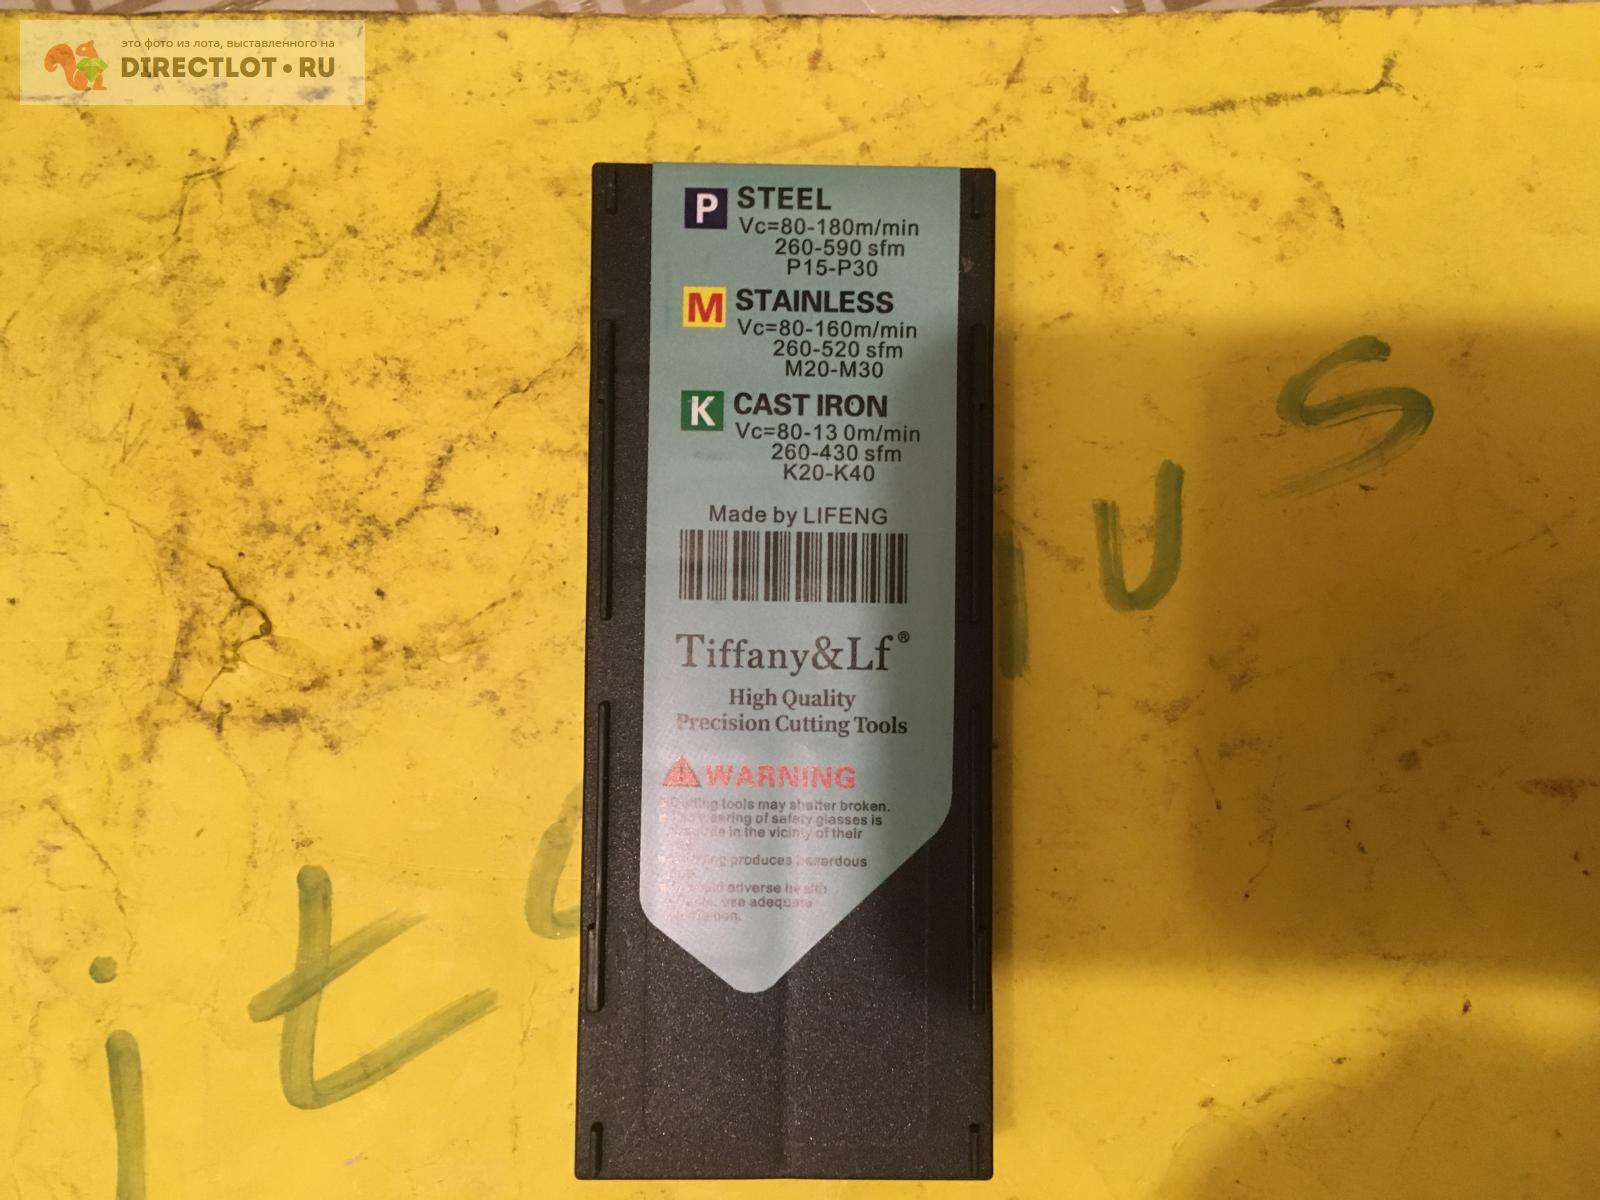 это фото из лота, выставленного на
DIRECTLOT•RU
P STEEL
Vc=80-180m/min
260-590 sfm
P15-P30
M STAINLESS
Vc=80-160m/min
260-520 sfm
M20-M30
K CAST IRON
Vc=80-13 0m/min
260-430 sfm
K20-K40
Made by LIFENG
Tiffany&Lf®
High Quality
Precision Cutting Tools
WARNING
Cutting tools may shatter broken.
wearing of safety glasses is
in the vicinity of their
produces hazardous
adverse health
use adequate
s
u
t
i